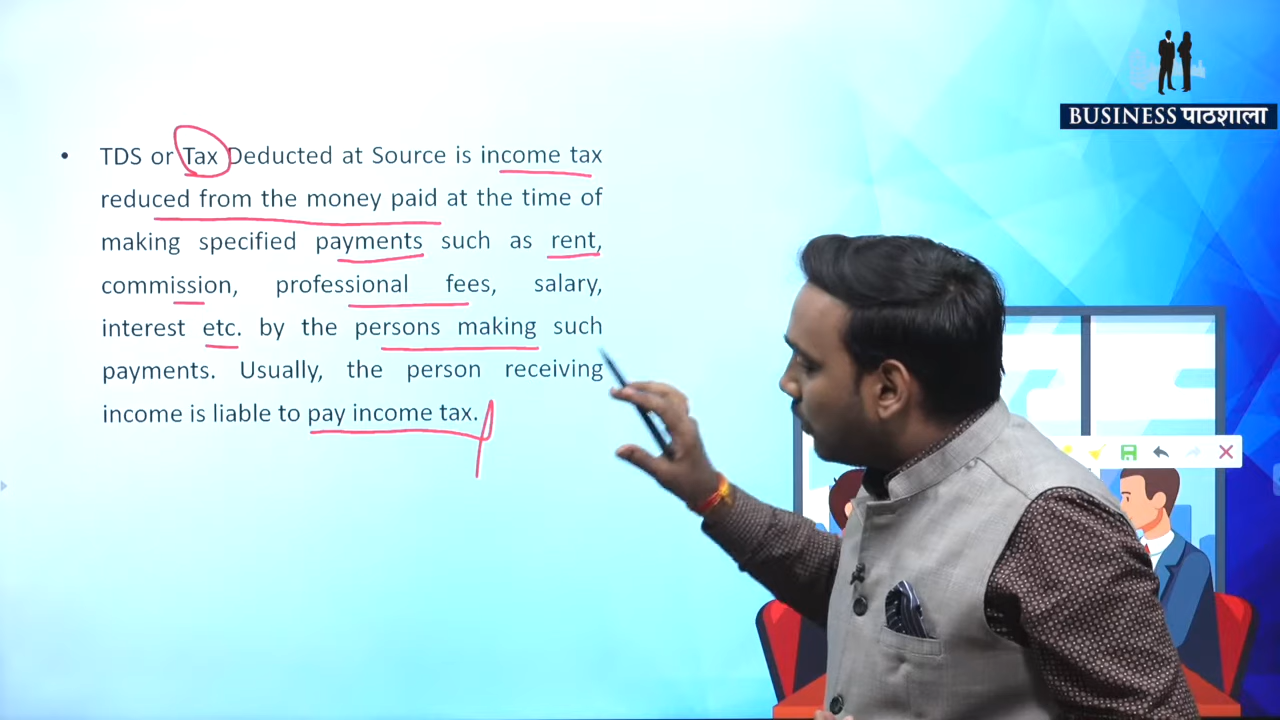 BUSINESS पाठशाला
• TDS or Tax Deducted at Source is income tax
reduced from the money paid at the time of
making specified payments such as rent,
commission, professional fees, salary,
interest etc. by the persons making such
payments. Usually, the person receiving
income is liable to pay income tax.